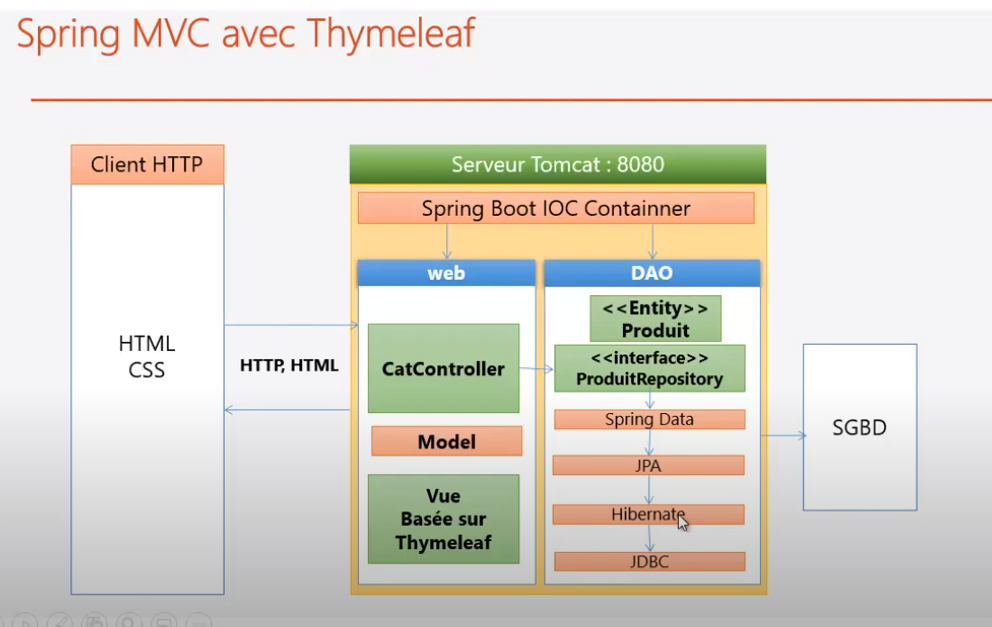 Spring MVC avec Thymeleaf
Client HTTP
HTML
CSS
HTTP, HTML
Serveur Tomcat : 8080
Spring Boot IOC Containner
web
CatController
Model
Vue
Basée sur
Thymeleaf
DAO
<<Entity>>
Produit
<<interface>>
ProduitRepository
Spring Data
JPA
Hibernate
JDBC
SGBD